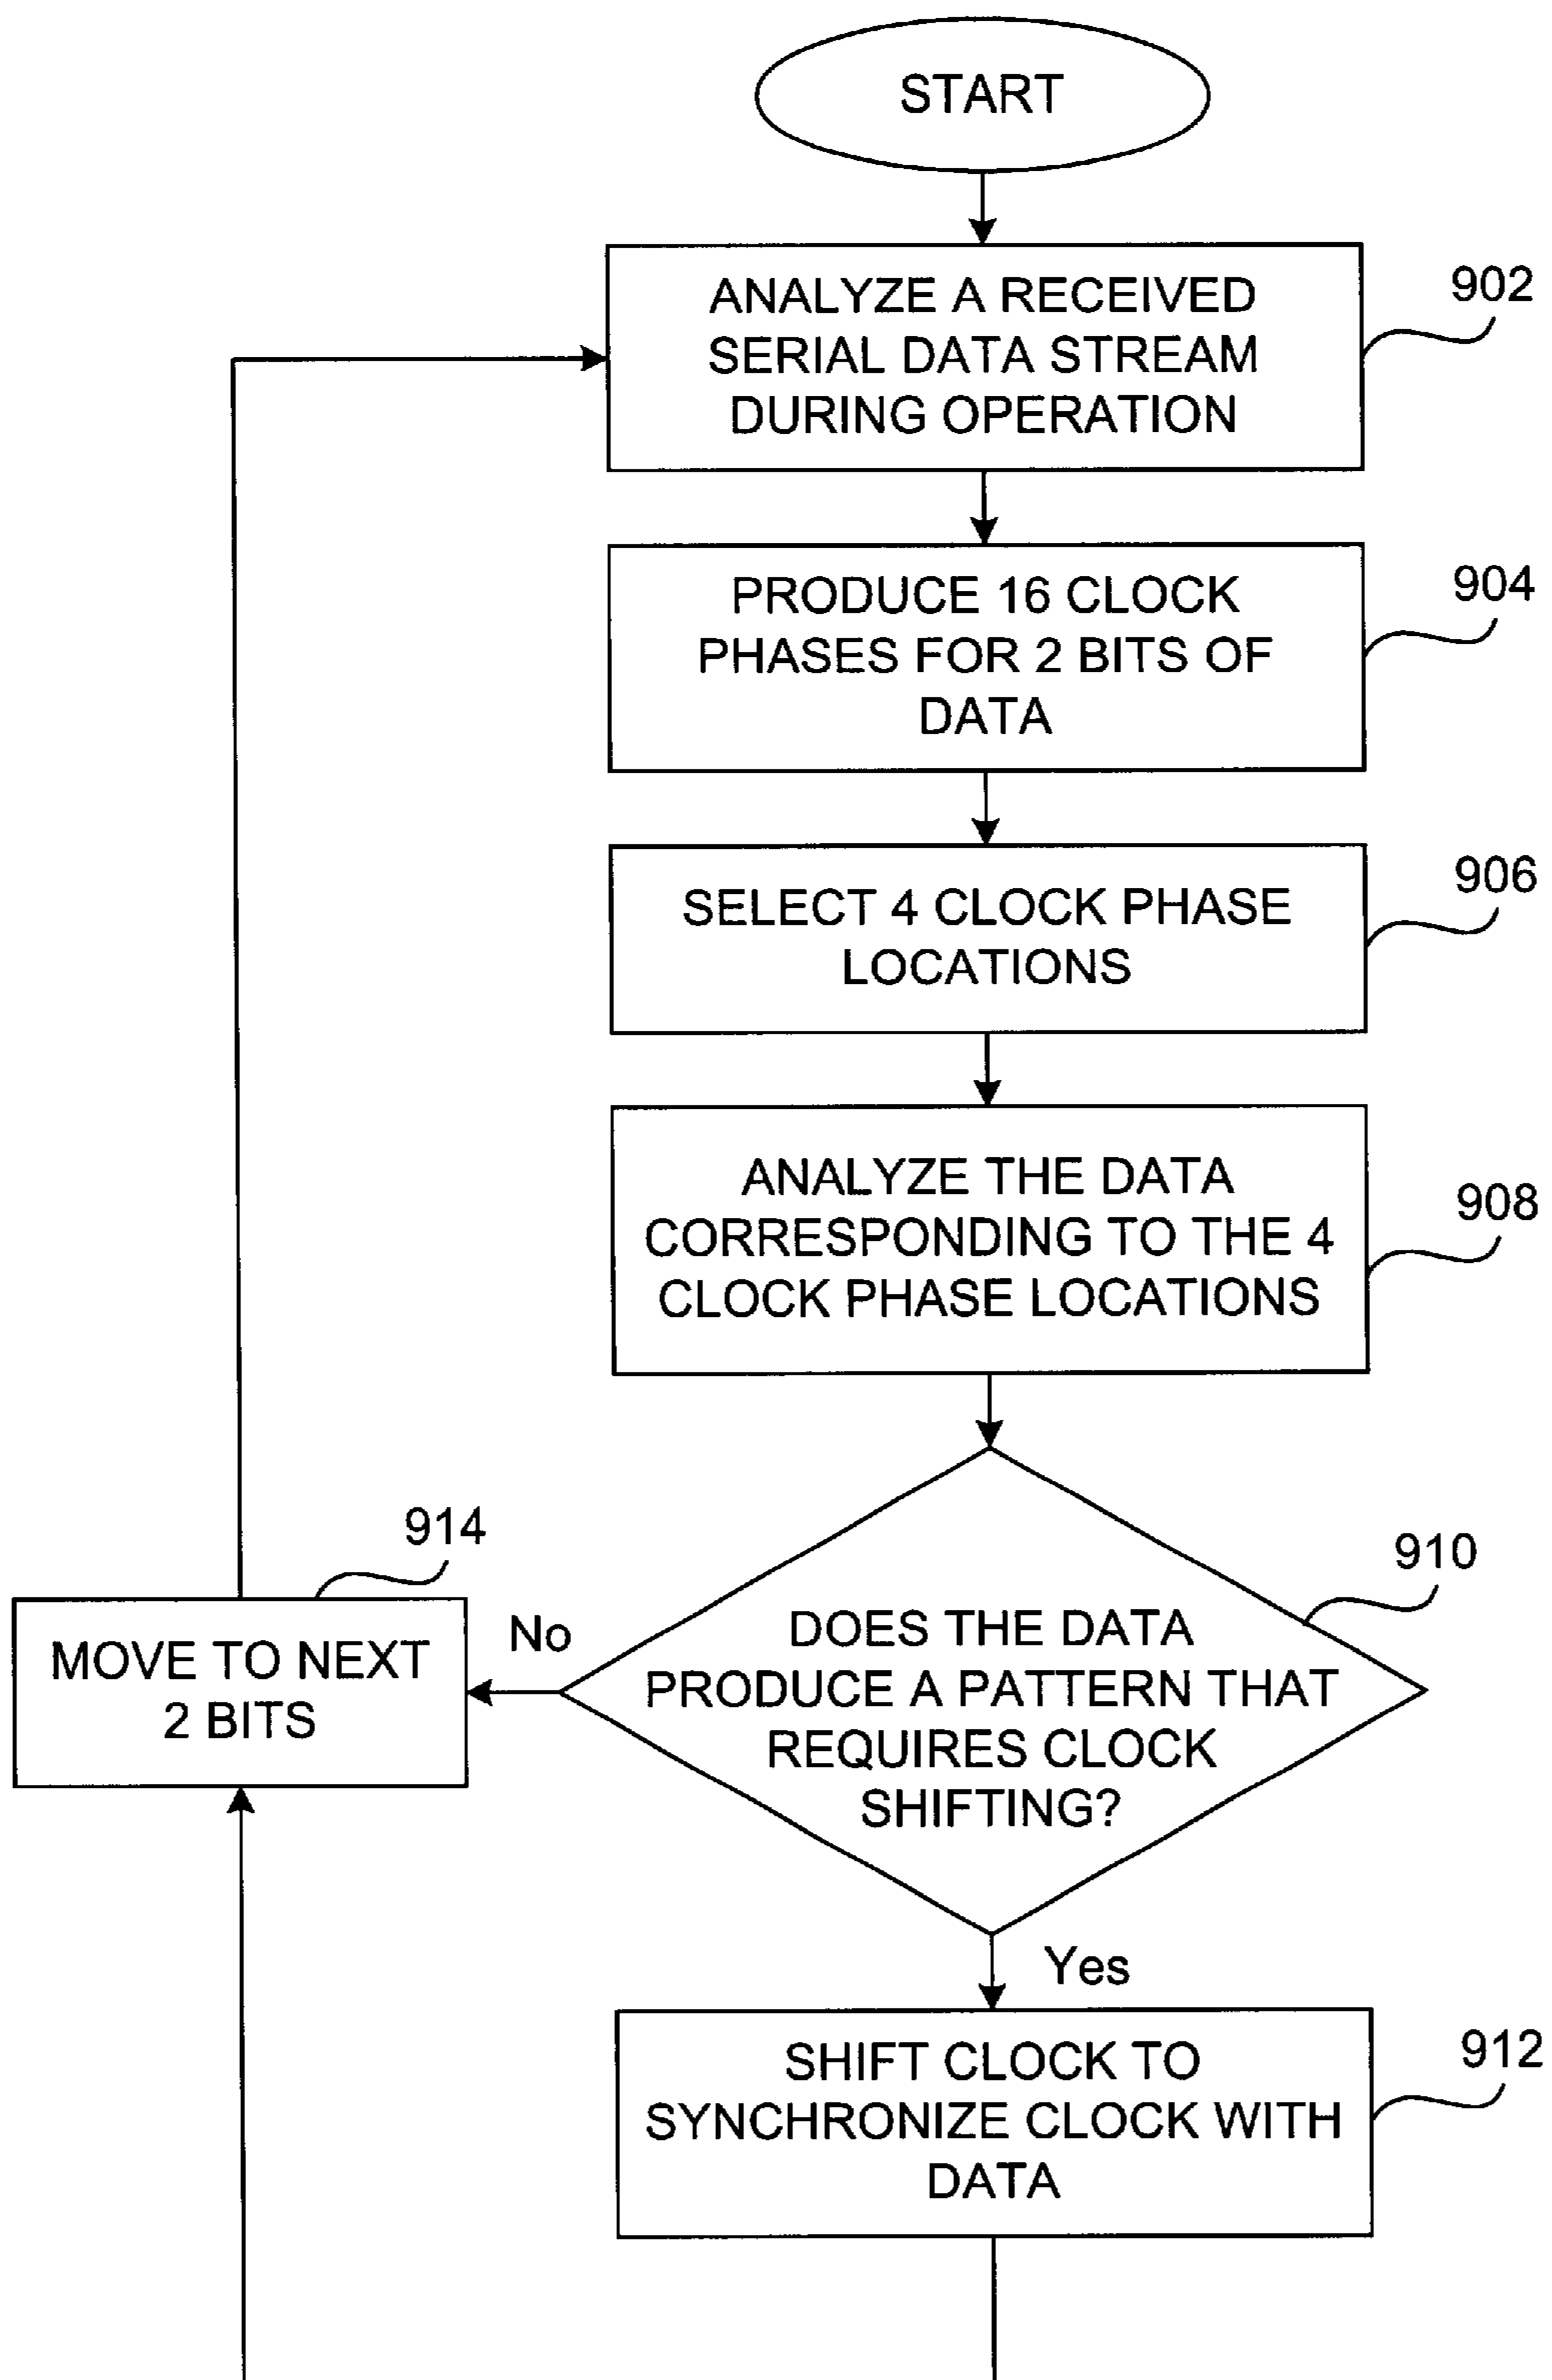 START
ANALYZE A RECEIVED
SERIAL DATA STREAM
DURING OPERATION
902
PRODUCE 16 CLOCK
PHASES FOR 2 BITS OF
DATA
904
SELECT 4 CLOCK PHASE
LOCATIONS
906
ANALYZE THE DATA
CORRESPONDING TO THE 4
CLOCK PHASE LOCATIONS
908
DOES THE DATA
PRODUCE A PATTERN THAT
REQUIRES CLOCK
SHIFTING?
910
No
MOVE TO NEXT
2 BITS
914
Yes
SHIFT CLOCK TO
SYNCHRONIZE CLOCK WITH
DATA
912